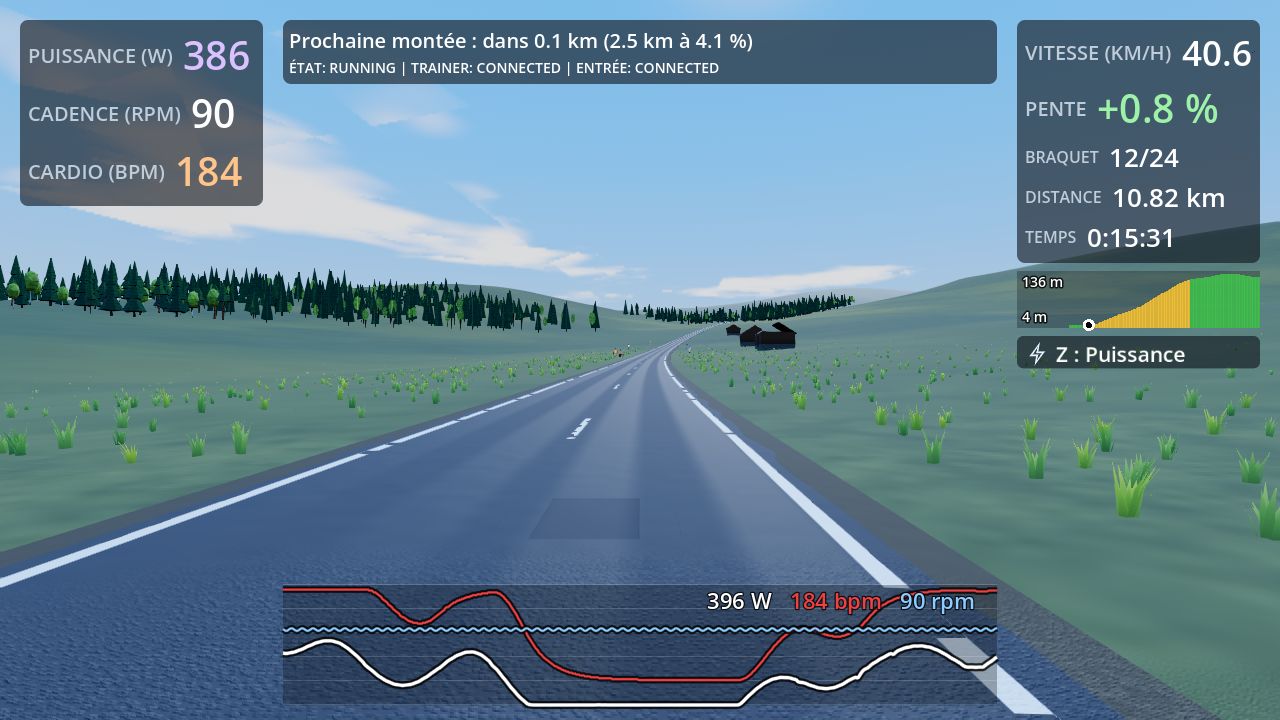 PUISSANCE (W) 386
CADENCE (RPM) 90
CARDIO (BPM) 184
Prochaine montée : dans 0.1 km (2.5 km à 4.1 %)
ÉTAT: RUNNING | TRAINER: CONNECTED | ENTRÉE: CONNECTED
VITESSE (KM/H) 40.6
PENTE +0.8 %
BRAQUET 12/24
DISTANCE 10.82 km
TEMPS 0:15:31
136 m
4 m
Z : Puissance
396 W 184 bpm 90 rpm